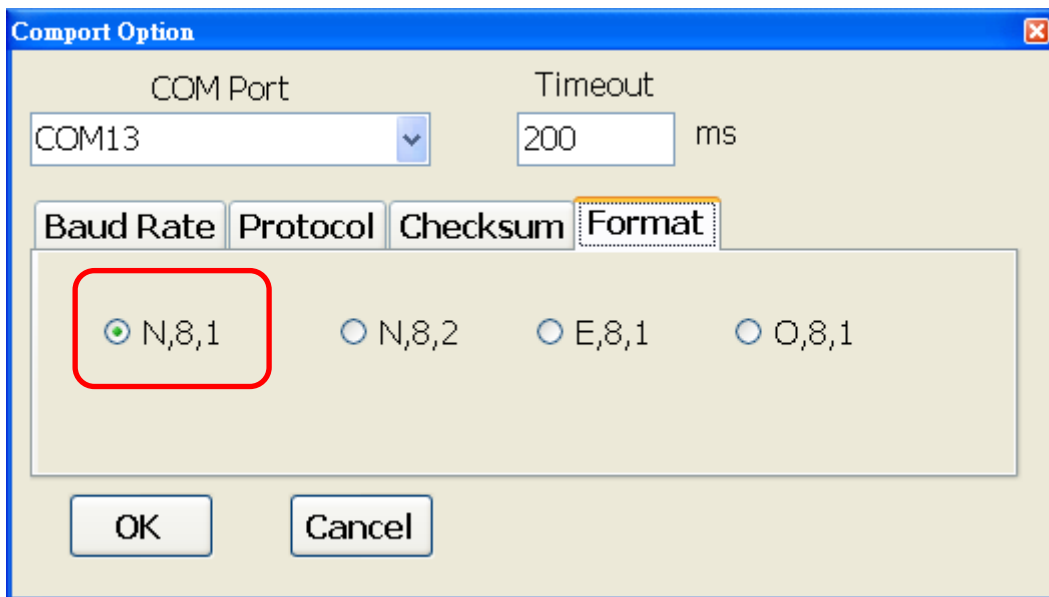 Comport Option
COM Port Timeout
COM13 200 ms
Baud Rate Protocol Checksum Format
N,8,1 N,8,2 E,8,1 O,8,1
OK Cancel